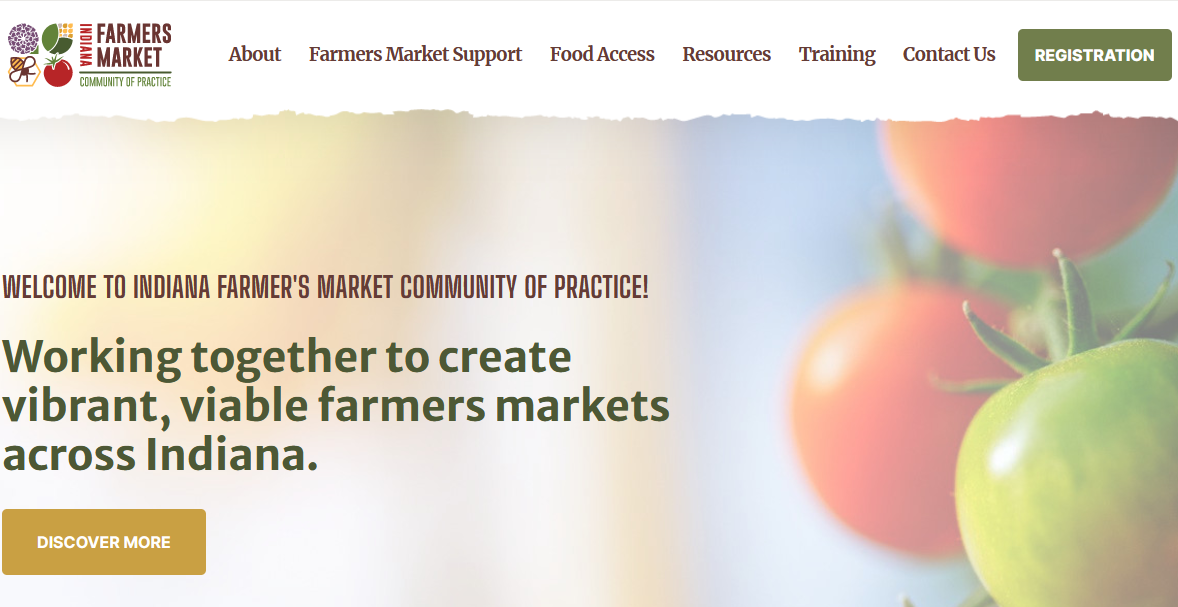 INDIANA
FARMERS
MARKET
COMMUNITY OF PRACTICE
About
Farmers Market Support
Food Access
Resources
Training
Contact Us
REGISTRATION
WELCOME TO INDIANA FARMER'S MARKET COMMUNITY OF PRACTICE!
Working together to create
vibrant, viable farmers markets
across Indiana.
DISCOVER MORE